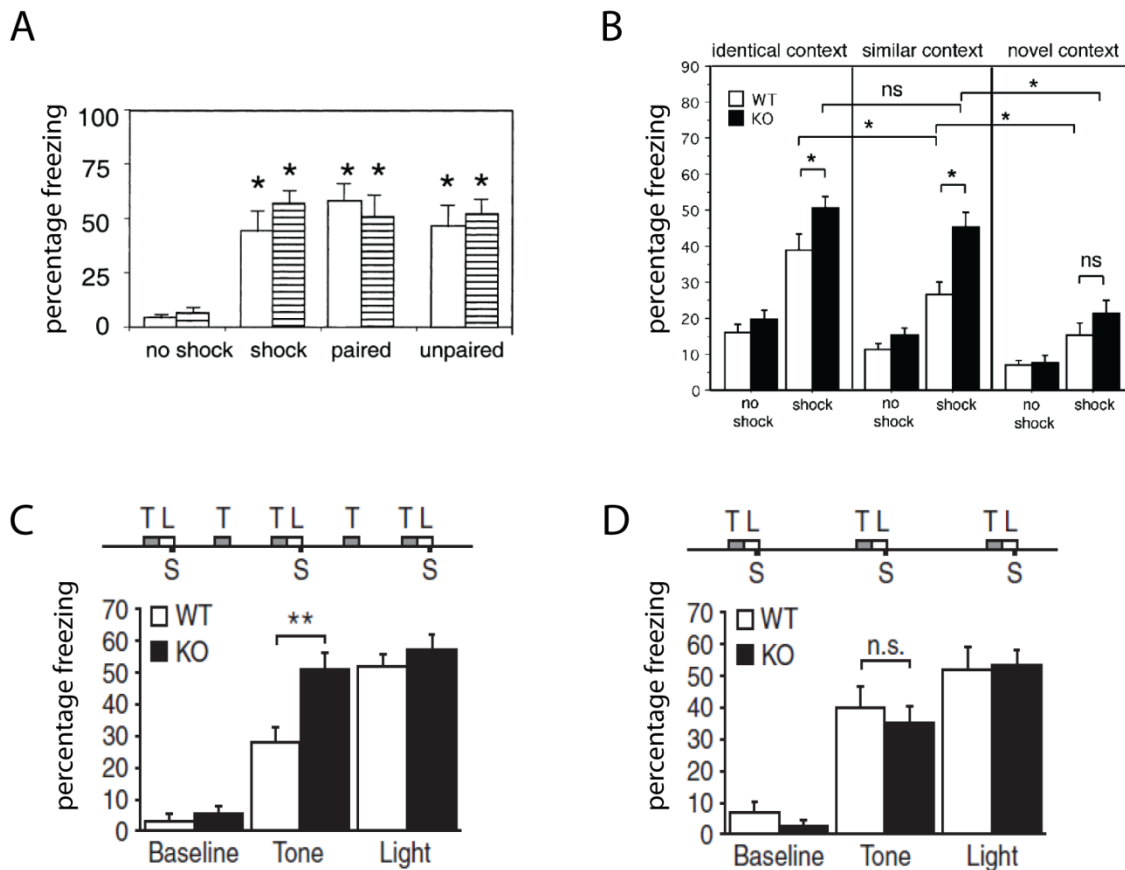 A
percentage freezing
100
75
50
25
0
* * * * * *
no shock shock paired unpaired
B
identical context similar context novel context
percentage freezing
90
80
70
60
50
40
30
20
10
0
WT
KO
ns
*
*
*
*
*
ns
no shock
shock
no shock
shock
no shock
shock
C
T L T T L T T L
S S S
percentage freezing
70
60
50
40
30
20
10
0
WT
KO
**
Baseline Tone Light
D
T L T L T L
S S S
percentage freezing
70
60
50
40
30
20
10
0
WT
KO
n.s.
Baseline Tone Light